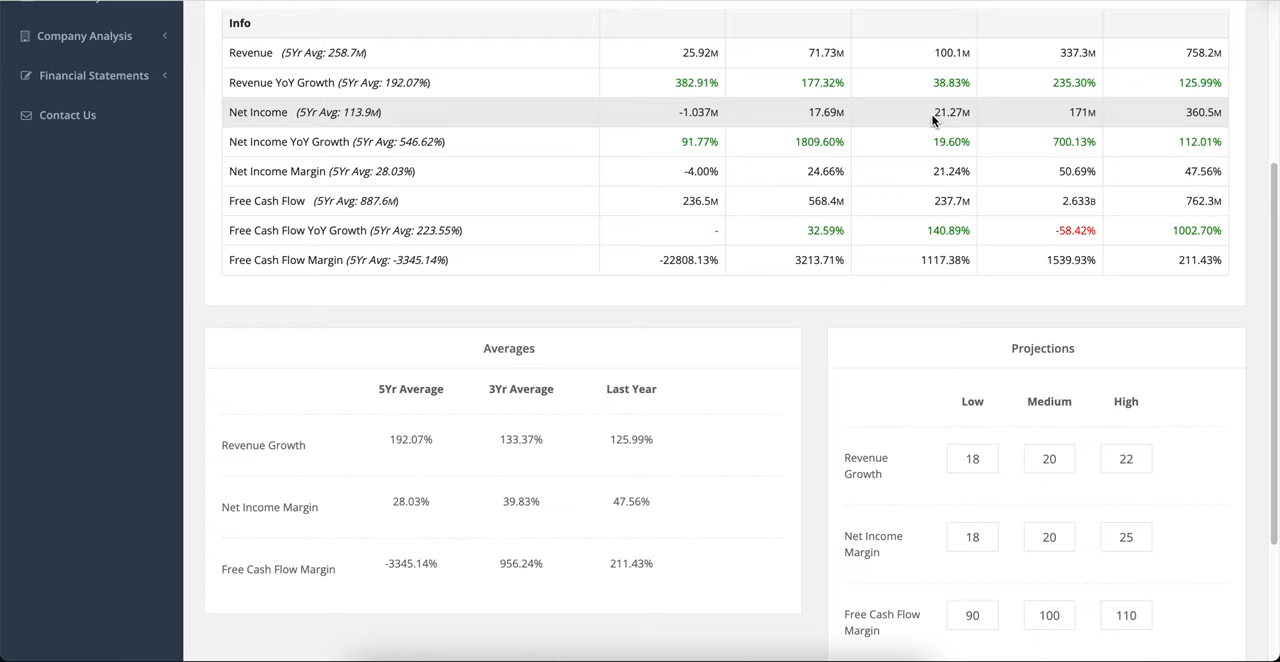 Company Analysis
Financial Statements
Contact Us
Info
Revenue (5Yr Avg: 258.7M) 25.92M 71.73M 100.1M 337.3M 758.2M
Revenue YoY Growth (5Yr Avg: 192.07%) 382.91% 177.32% 38.83% 235.30% 125.99%
Net Income (5Yr Avg: 113.9M) -1.037M 17.69M 21.27M 171M 360.5M
Net Income YoY Growth (5Yr Avg: 546.62%) 91.77% 1809.60% 19.60% 700.13% 112.01%
Net Income Margin (5Yr Avg: 28.03%) -4.00% 24.66% 21.24% 50.69% 47.56%
Free Cash Flow (5Yr Avg: 887.6M) 236.5M 568.4M 237.7M 2.633B 762.3M
Free Cash Flow YoY Growth (5Yr Avg: 223.55%) - 32.59% 140.89% -58.42% 1002.70%
Free Cash Flow Margin (5Yr Avg: -3345.14%) -22808.13% 3213.71% 1117.38% 1539.93% 211.43%
Averages
5Yr Average 3Yr Average Last Year
Revenue Growth 192.07% 133.37% 125.99%
Net Income Margin 28.03% 39.83% 47.56%
Free Cash Flow Margin -3345.14% 956.24% 211.43%
Projections
Low Medium High
Revenue
Growth 18 20 22
Net Income
Margin 18 20 25
Free Cash Flow
Margin 90 100 110